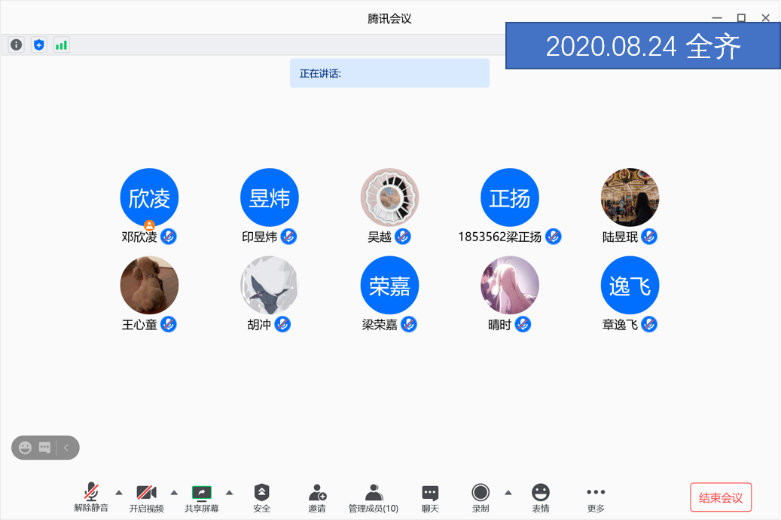 腾讯会议
2020.08.24 全齐
正在讲话:
欣凌
昱炜
正扬
邓欣凌
印昱炜
吴越
1853562梁正扬
陆昱珉
荣嘉
逸飞
王心童
胡冲
梁荣嘉
晴时
章逸飞
解除静音
开启视频
共享屏幕
安全
邀请
管理成员(10)
聊天
录制
表情
更多
结束会议